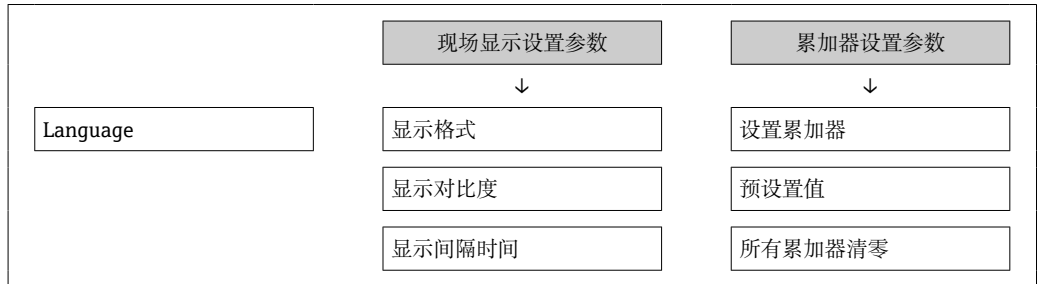 现场显示设置参数
累加器设置参数
↓
↓
Language
显示格式
设置累加器
显示对比度
预设置值
显示间隔时间
所有累加器清零